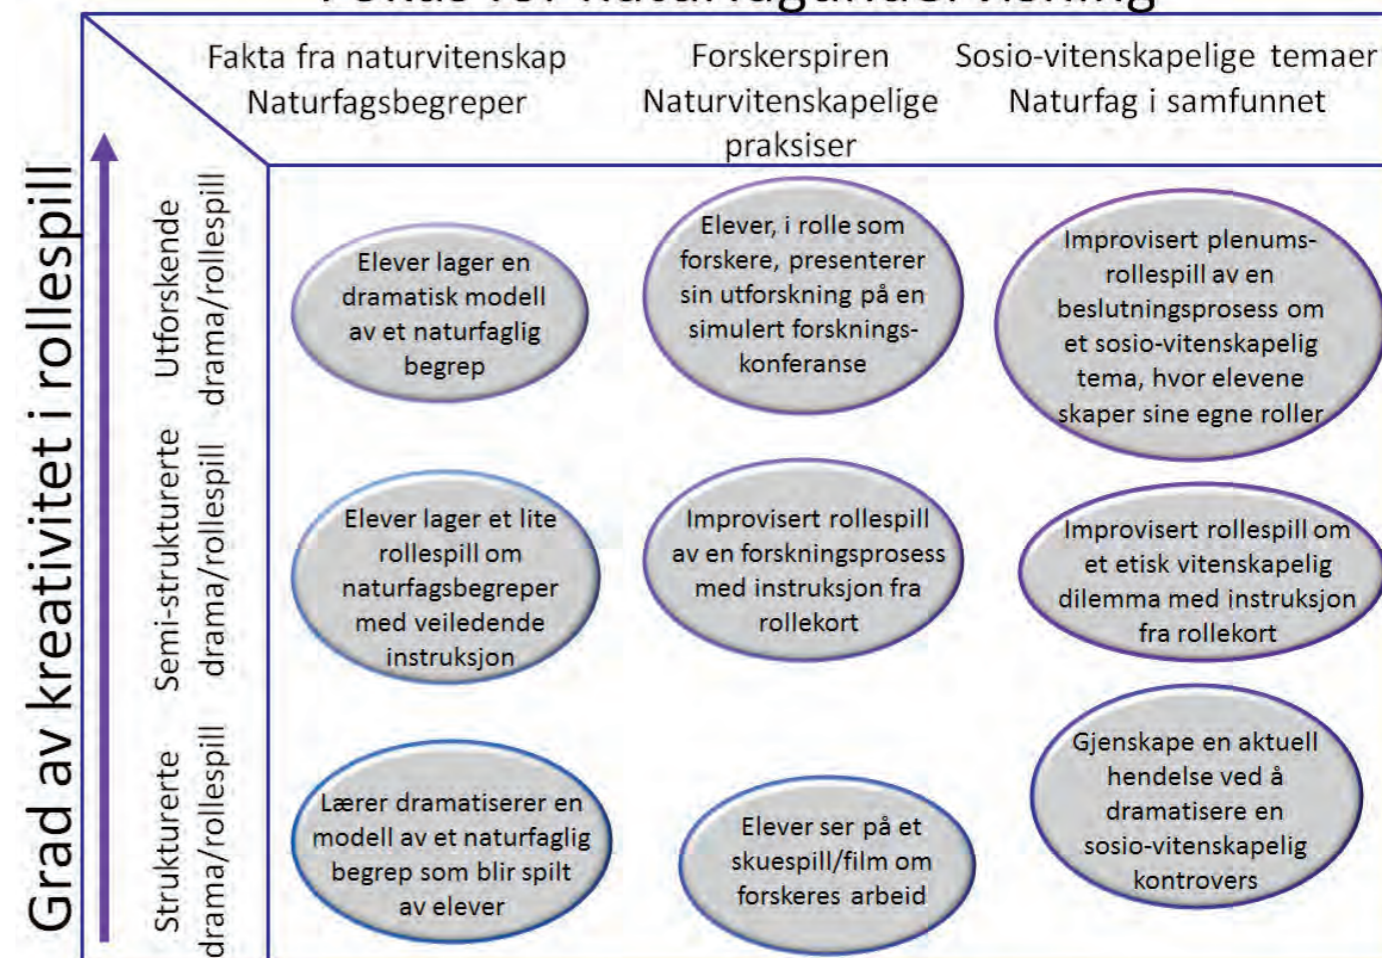 Fokus for naturfagundervisning
Fakta fra naturvitenskap
Naturfagsbegreper
Forskerspiren
Naturvitenskapelige
praksiser
Sosio-vitenskapelige temaer
Naturfag i samfunnet
Grad av kreativitet i rollespill
Utforskende
drama/rollespill
Elever lager en
dramatisk modell
av et naturfaglig
begrep
Elever, i rolle som
forskere, presenterer
sin utforskning på en
simulert forsknings-
konferanse
Improvisert plenums-
rollespill av en
beslutningsprosess om
et sosio-vitenskapelig
tema, hvor elevene
skaper sine egne roller
Semi-strukturerte
drama/rollespill
Elever lager et lite
rollespill om
naturfagsbegreper
med veiledende
instruksjon
Improvisert rollespill
av en forskningsprosess
med instruksjon fra
rollekort
Improvisert rollespill om
et etisk vitenskapelig
dilemma med instruksjon
fra rollekort
Strukturerte
drama/rollespill
Lærer dramatiserer en
modell av et naturfaglig
begrep som blir spilt
av elever
Elever ser på et
skuespill/film om
forskeres arbeid
Gjenskape en aktuell
hendelse ved å
dramatisere en
sosio-vitenskapelig
kontrovers